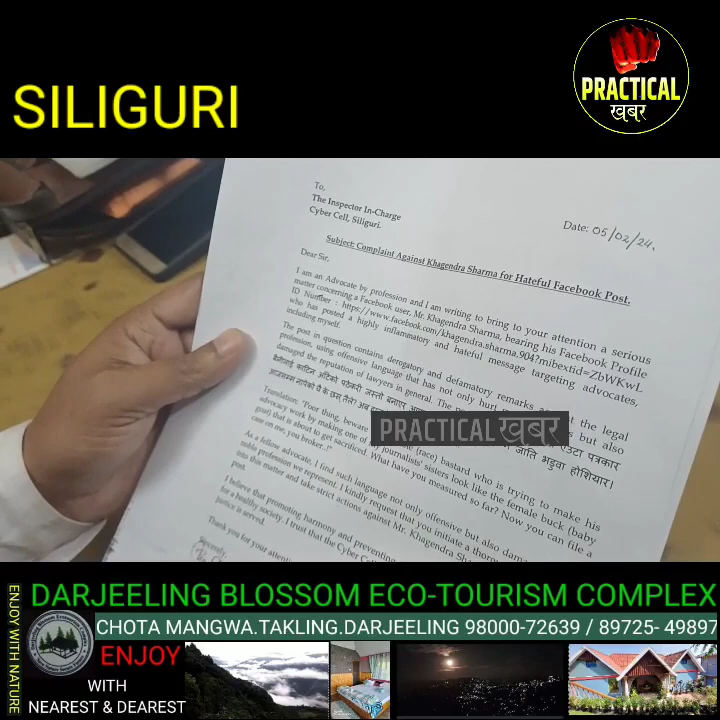 SILIGURI
PRACTICAL
खबर
To,
The Inspector In-Charge
Cyber Cell, Siliguri.
Date: 05/02/24.
Subject: Complaint Against Khagendra Sharma for Hateful Facebook Post.
Dear Sir,
I am an Advocate by profession and I am writing to bring to your attention a serious
matter concerning a Facebook user, Mr. Khagendra Sharma, bearing his Facebook Profile
ID Number : https://www.facebook.com/khagendra.sharma.904?mibextid=ZbWKwL
who has posted a highly inflammatory and hateful message targeting advocates,
including myself.
The post in question contains derogatory and defamatory remarks the legal
profession, using offensive language that has not only hurt but also
damaged the reputation of lawyers in general. The
एउटा पत्रकार
जाति भडुवा होशियार।
PRACTICAL खबर
Translation: "Poor thing, beware (race) bastard who is trying to make his
advocacy work by making one of journalists' sisters look like the female buck (baby
goat) that is about to get sacrificed. What have you measured so far? Now you can file a
case on me, you broker..!"
As a fellow advocate, I find such language not only offensive but also
noble profession we represent. I kindly request that you initiate a
into this matter and take strict actions against Mr. Khagendra
post.
I believe that promoting harmony and preventing
for a healthy society. I trust that the Cyber
justice is served.
Thank you for your
Sincerely,
DARJEELING BLOSSOM ECO-TOURISM COMPLEX
CHOTA MANGWA.TAKLING.DARJEELING 98000-72639 / 89725- 49897
ENJOY WITH NATURE
ENJOY
WITH
NEAREST & DEAREST